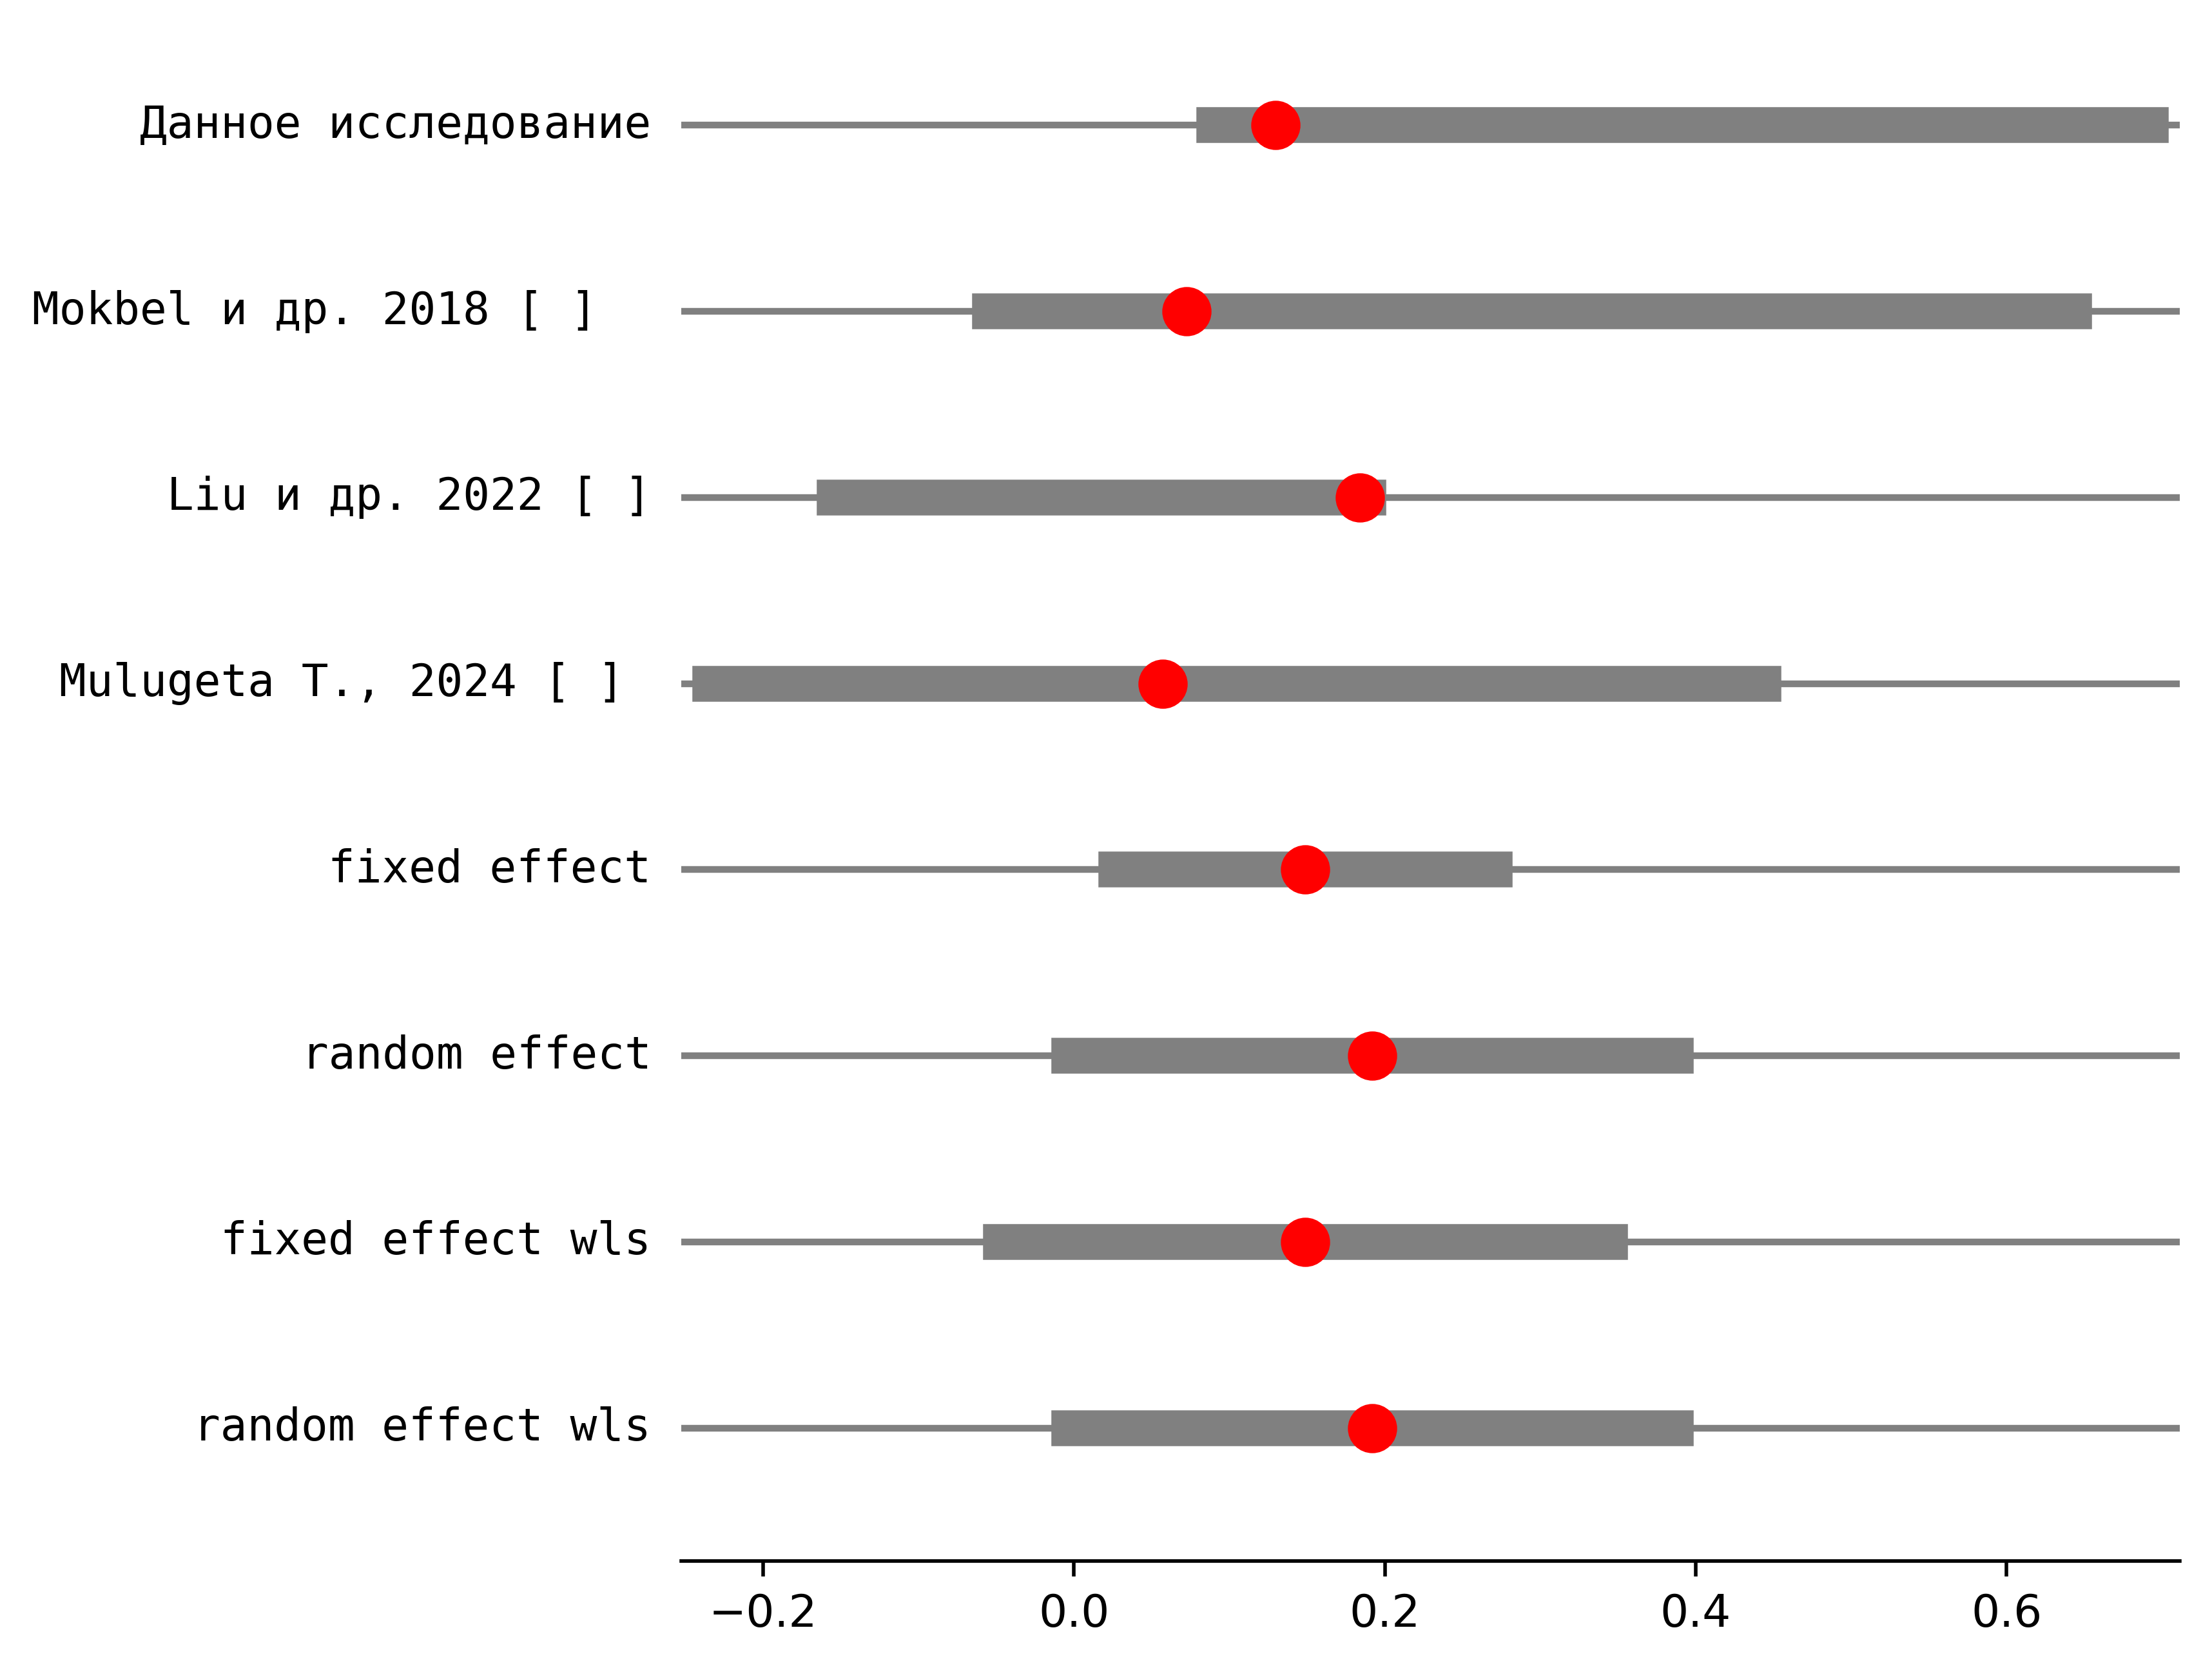 Данное исследование
Mokbel и др. 2018 [ ]
Liu и др. 2022 [ ]
Mulugeta T., 2024 [ ]
fixed effect
random effect
fixed effect wls
random effect wls
−0.2 0.0 0.2 0.4 0.6